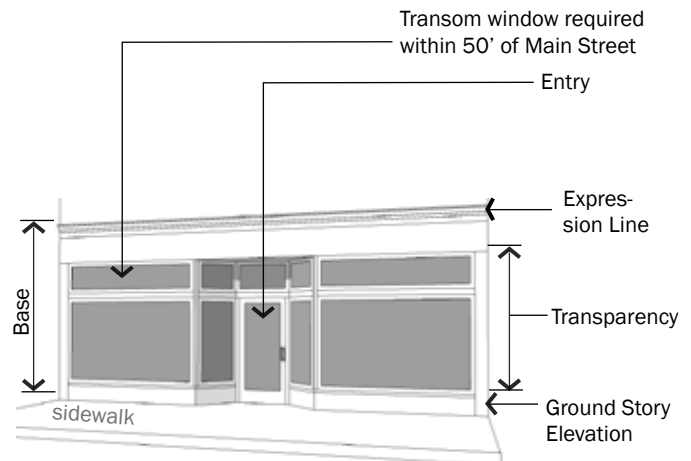 Transom window required
within 50’ of Main Street
Entry
Expres-
sion Line
Base
Transparency
sidewalk
Ground Story
Elevation